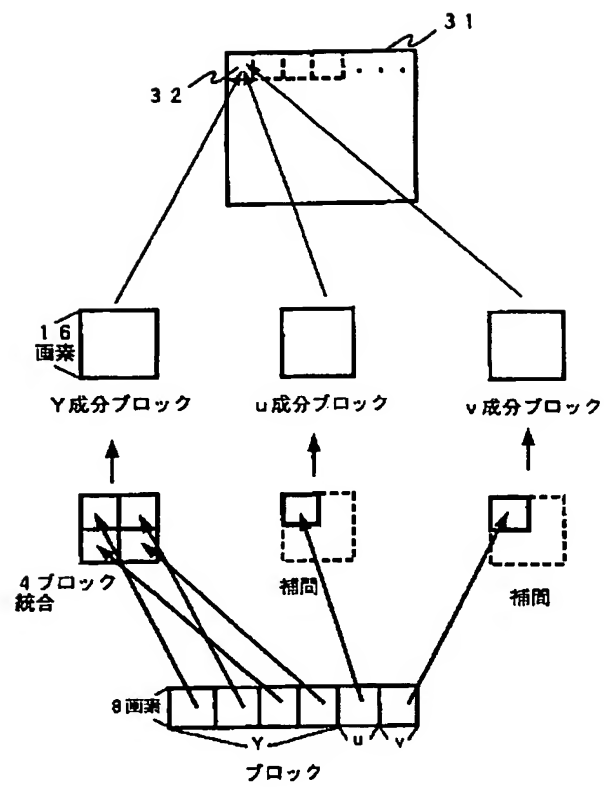 31
32
・・・
16
画素
Y成分ブロック
u成分ブロック
v成分ブロック
4ブロック
統合
補間
補間
8画素
Y
u
v
ブロック